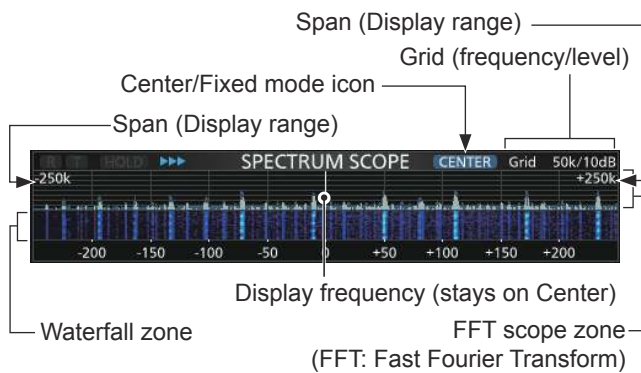 Span (Display range)
Grid (frequency/level)
Center/Fixed mode icon
Span (Display range)
R T HOLD SPECTRUM SCOPE CENTER Grid 50k/10dB
-250k +250k
-200 -150 -100 -50 0 +50 +100 +150 +200
Display frequency (stays on Center)
Waterfall zone
FFT scope zone
(FFT: Fast Fourier Transform)